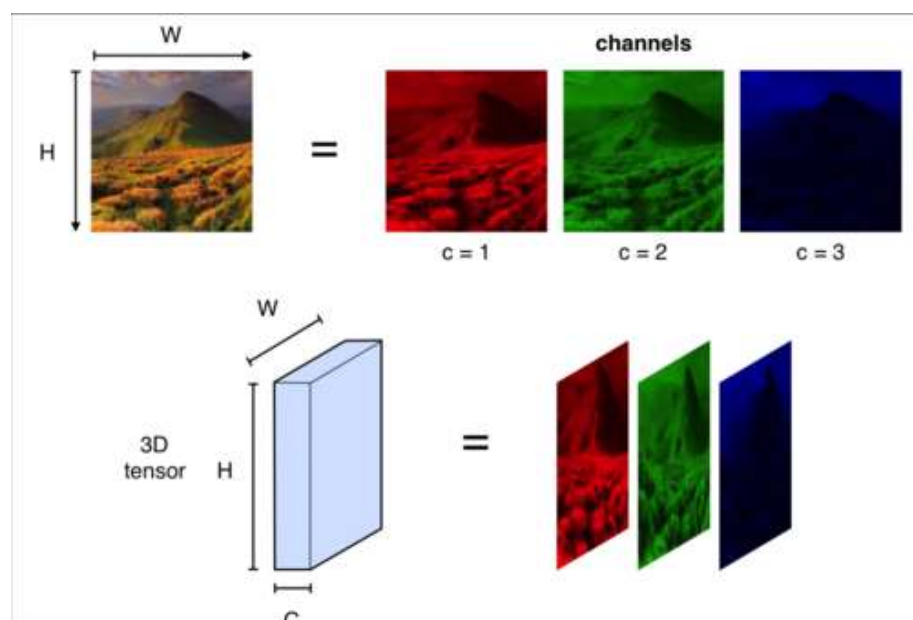 W
channels
H
=
c = 1
c = 2
c = 3
W
3D
tensor
H
=
C